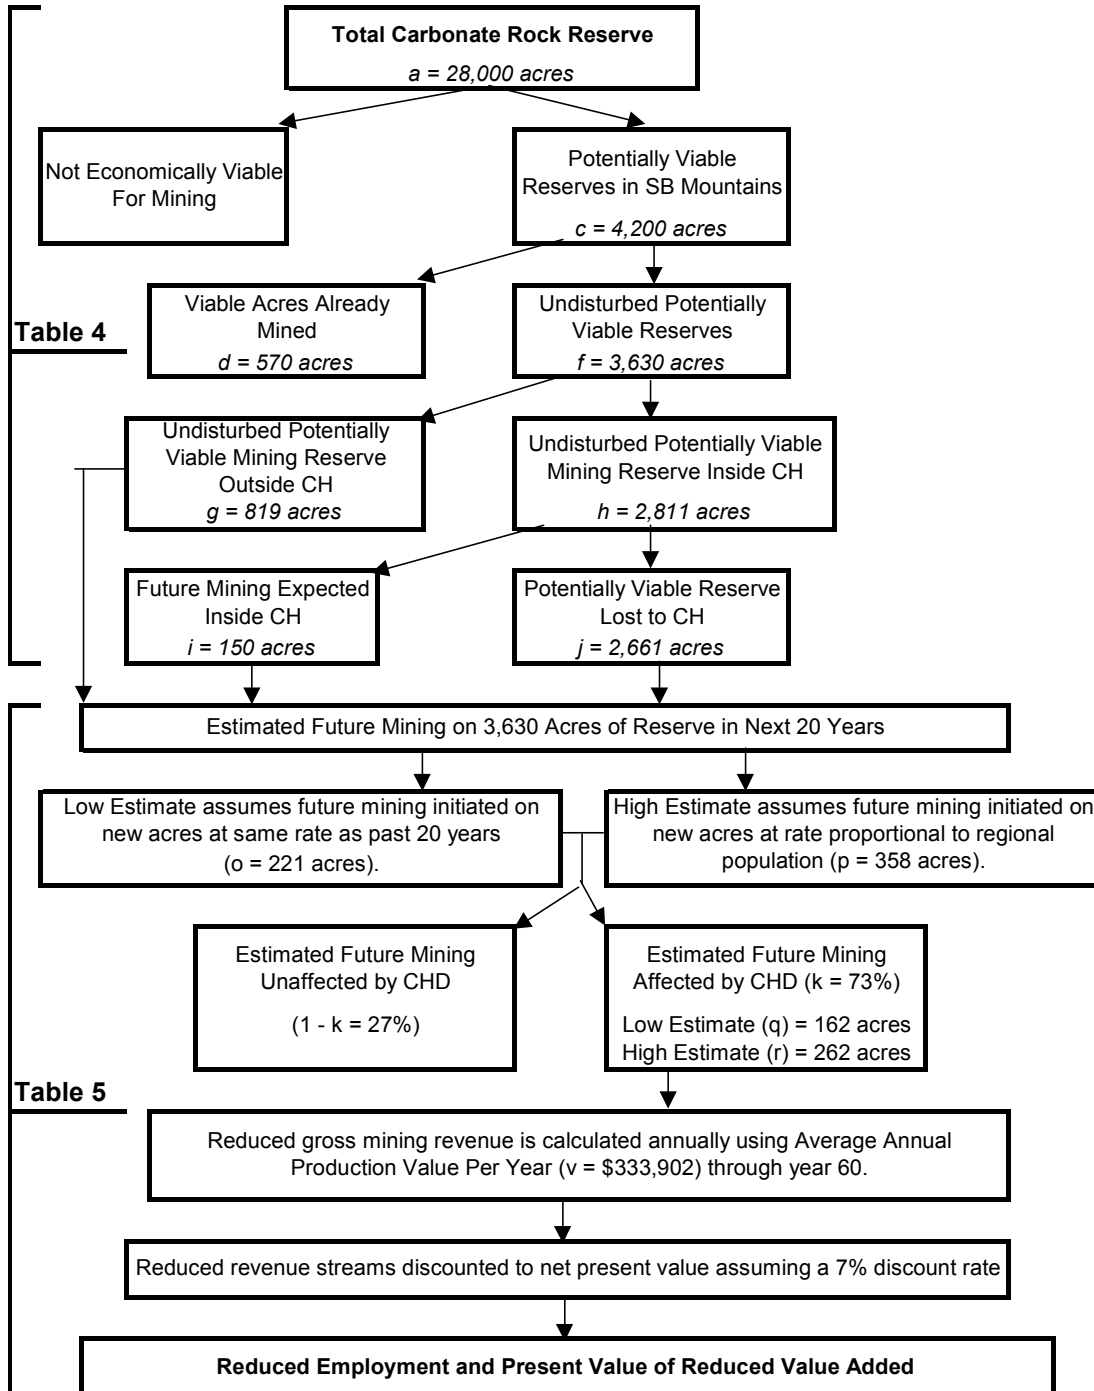 Total Carbonate Rock Reserve
a = 28,000 acres
Not Economically Viable
For Mining
Potentially Viable
Reserves in SB Mountains
c = 4,200 acres
Viable Acres Already
Mined
d = 570 acres
Undisturbed Potentially
Viable Reserves
f = 3,630 acres
Table 4
Undisturbed Potentially
Viable Mining Reserve
Outside CH
g = 819 acres
Undisturbed Potentially Viable
Mining Reserve Inside CH
h = 2,811 acres
Future Mining Expected
Inside CH
i = 150 acres
Potentially Viable Reserve
Lost to CH
j = 2,661 acres
Estimated Future Mining on 3,630 Acres of Reserve in Next 20 Years
Low Estimate assumes future mining initiated on
new acres at same rate as past 20 years
(o = 221 acres).
High Estimate assumes future mining initiated on
new acres at rate proportional to regional
population (p = 358 acres).
Estimated Future Mining
Unaffected by CHD
(1 - k = 27%)
Estimated Future Mining
Affected by CHD (k = 73%)
Low Estimate (q) = 162 acres
High Estimate (r) = 262 acres
Table 5
Reduced gross mining revenue is calculated annually using Average Annual
Production Value Per Year (v = $333,902) through year 60.
Reduced revenue streams discounted to net present value assuming a 7% discount rate
Reduced Employment and Present Value of Reduced Value Added